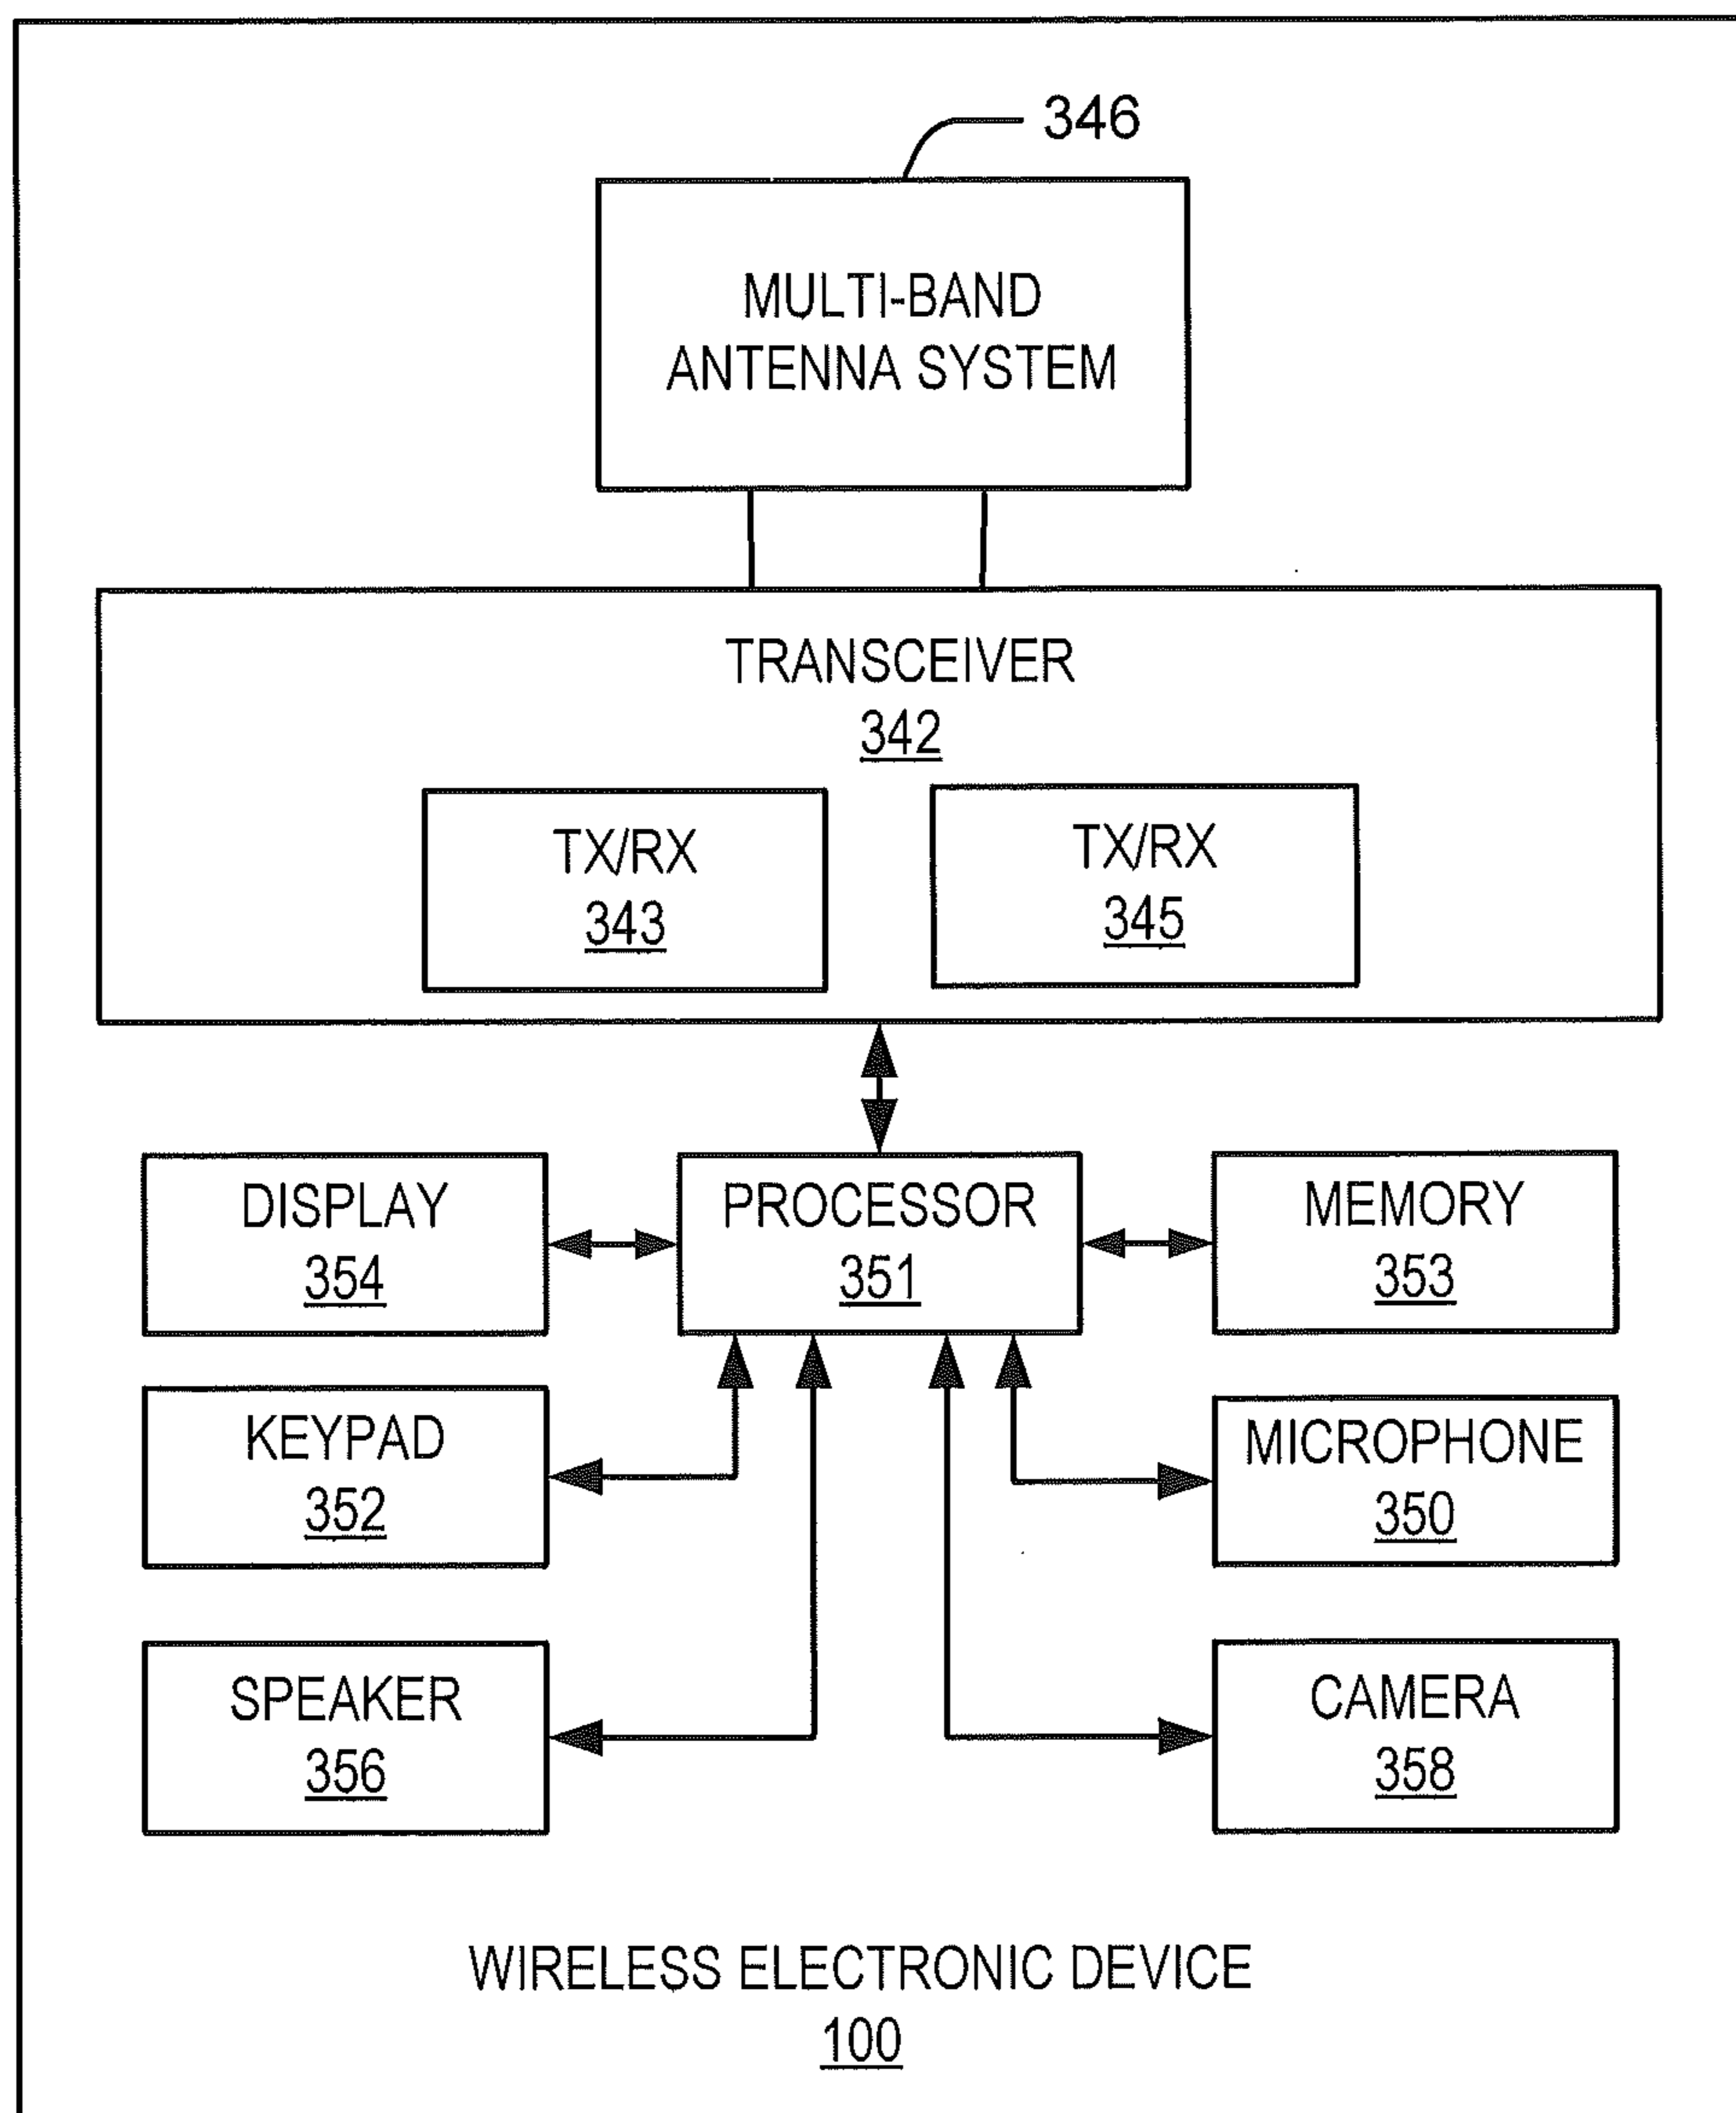 346
MULTI-BAND
ANTENNA SYSTEM
TRANSCEIVER
342
TX/RX
343
TX/RX
345
DISPLAY
354
PROCESSOR
351
MEMORY
353
KEYPAD
352
MICROPHONE
350
SPEAKER
356
CAMERA
358
WIRELESS ELECTRONIC DEVICE
100